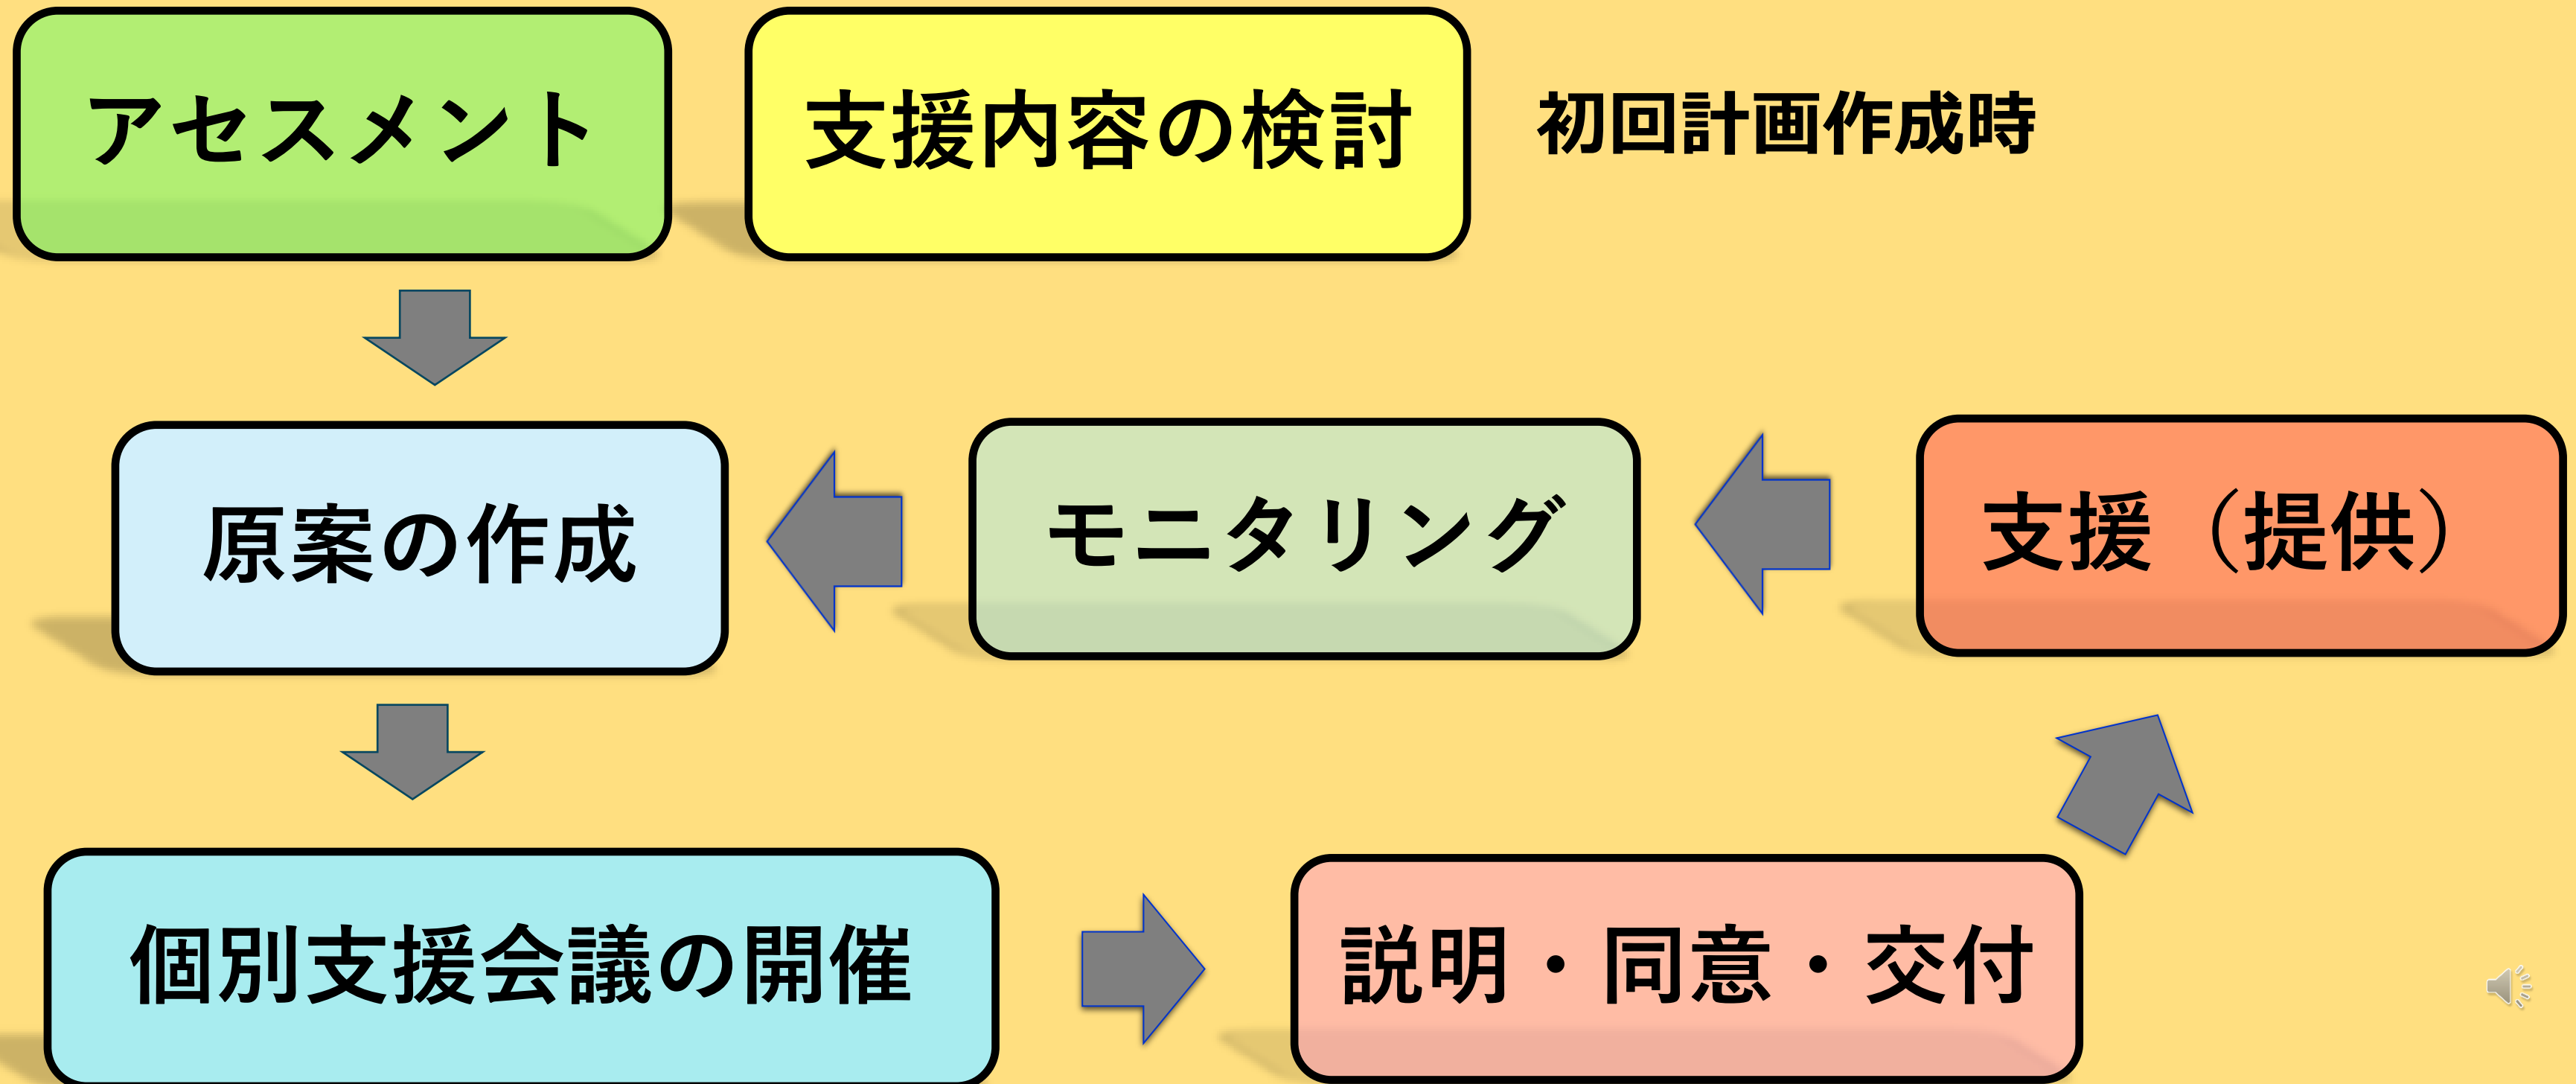 アセスメント
支援内容の検討
初回計画作成時
原案の作成
モニタリング
支援（提供）
個別支援会議の開催
説明・同意・交付